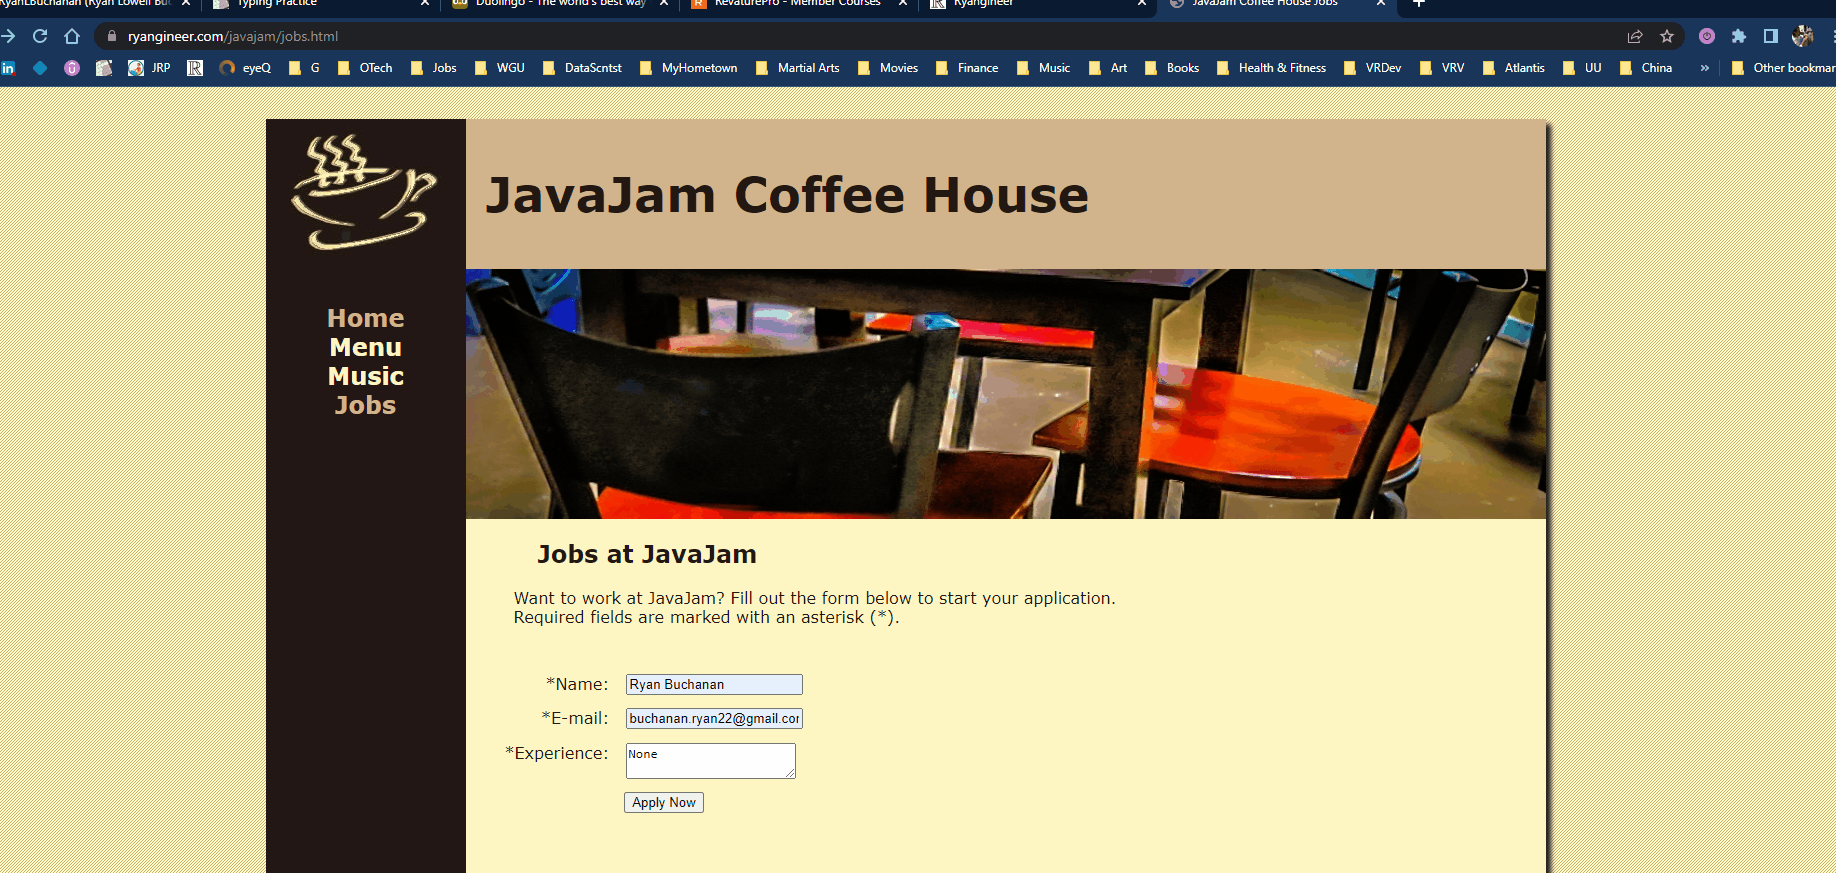 RyanLBuchanan (Ryan Lowell Buc
Typing Practice
Duolingo - The world's best way
RevaturePro - Member Courses
Ryangineer
JavaJam Coffee House Jobs
ryangineer.com/javajam/jobs.html
in JRP R eyeQ G OTech Jobs WGU DataScntst MyHometown Martial Arts Movies Finance Music Art Books Health & Fitness VRDev VRV Atlantis UU China » Other bookmar
JavaJam Coffee House
Home
Menu
Music
Jobs
Jobs at JavaJam
Want to work at JavaJam? Fill out the form below to start your application.
Required fields are marked with an asterisk (*).
*Name: Ryan Buchanan
*E-mail: buchanan.ryan22@gmail.com
*Experience: None
Apply Now